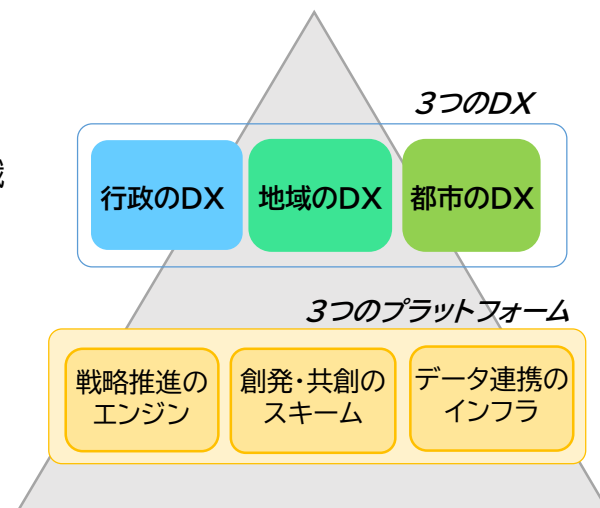 3つのDX
行政のDX
地域のDX
都市のDX
3つのプラットフォーム
戦略推進の
エンジン
創発・共創の
スキーム
データ連携の
インフラ